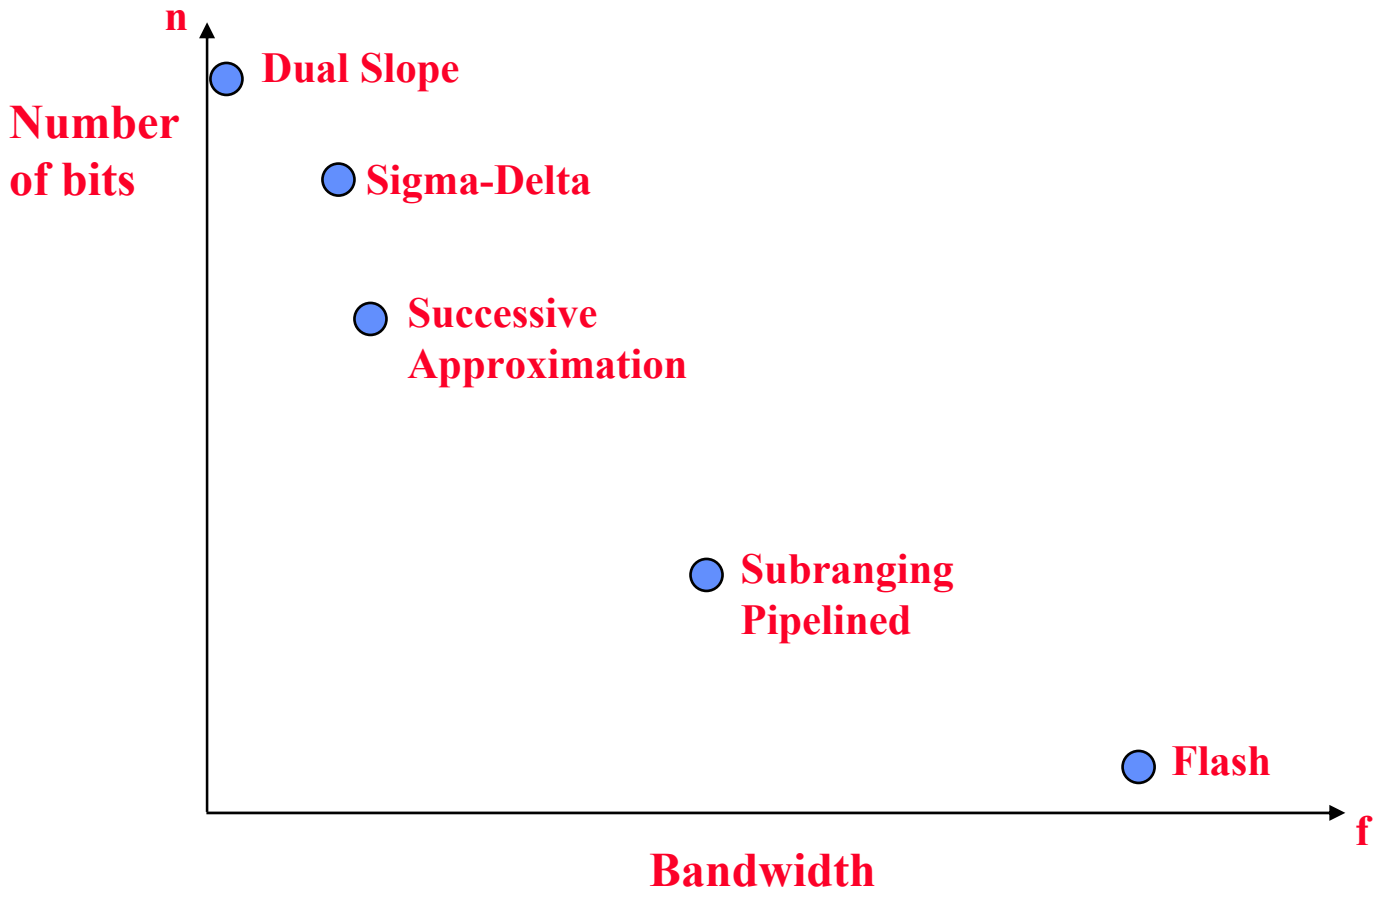 n
Dual Slope
Number
of bits
Sigma-Delta
Successive
Approximation
Subranging
Pipelined
Flash
f
Bandwidth